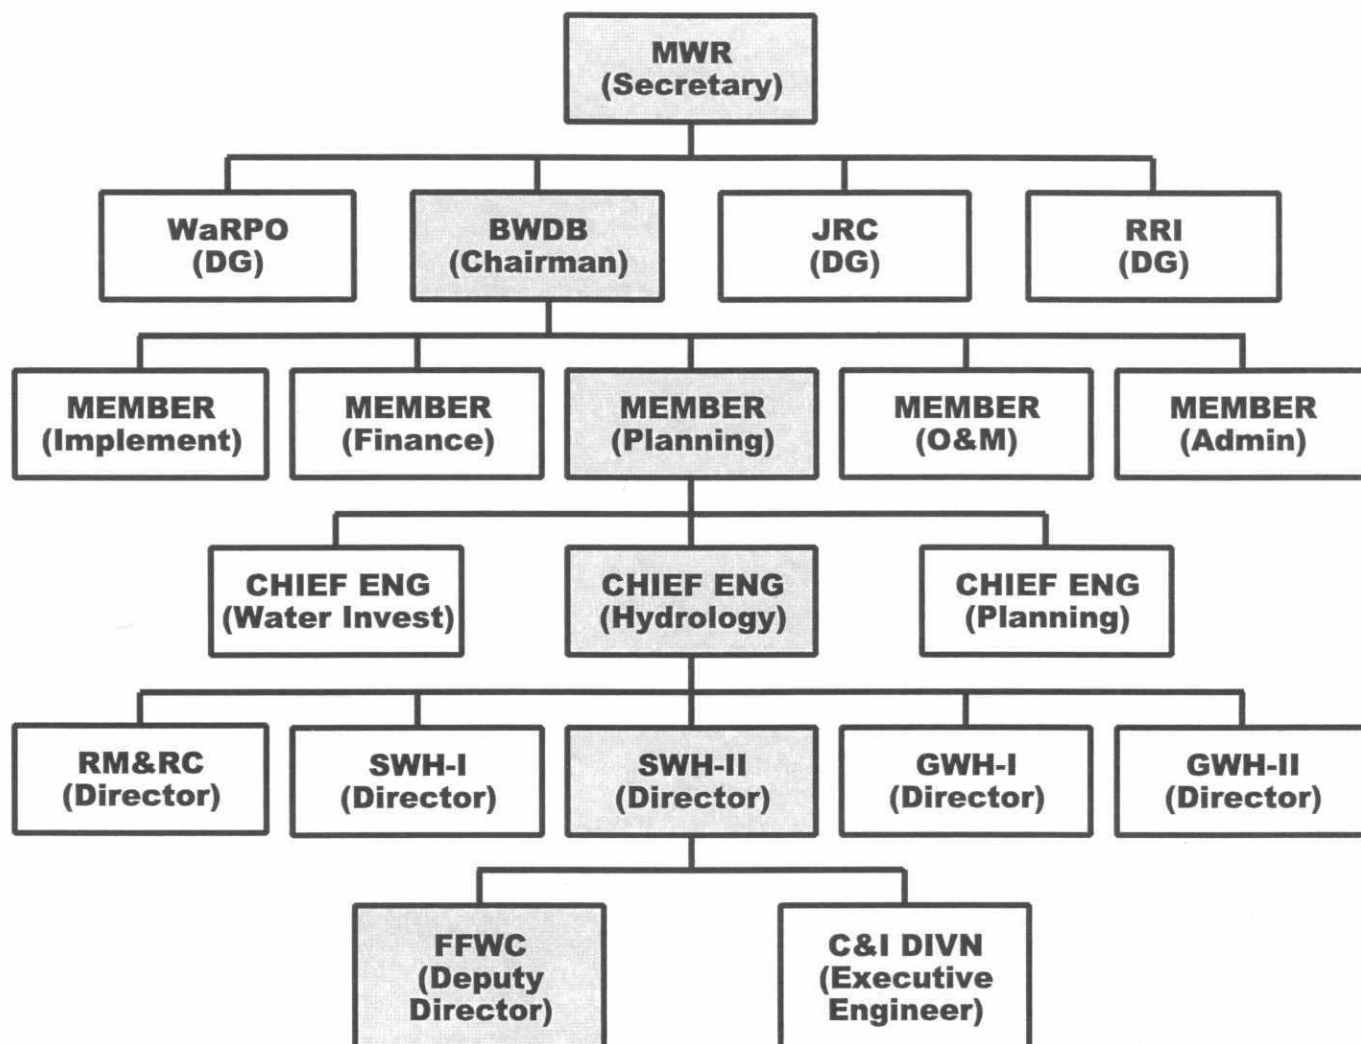 MWR
(Secretary)
WaRPO
(DG)
BWDB
(Chairman)
JRC
(DG)
RRI
(DG)
MEMBER
(Implement)
MEMBER
(Finance)
MEMBER
(Planning)
MEMBER
(O&M)
MEMBER
(Admin)
CHIEF ENG
(Water Invest)
CHIEF ENG
(Hydrology)
CHIEF ENG
(Planning)
RM&RC
(Director)
SWH-I
(Director)
SWH-II
(Director)
GWH-I
(Director)
GWH-II
(Director)
FFWC
(Deputy
Director)
C&I DIVN
(Executive
Engineer)